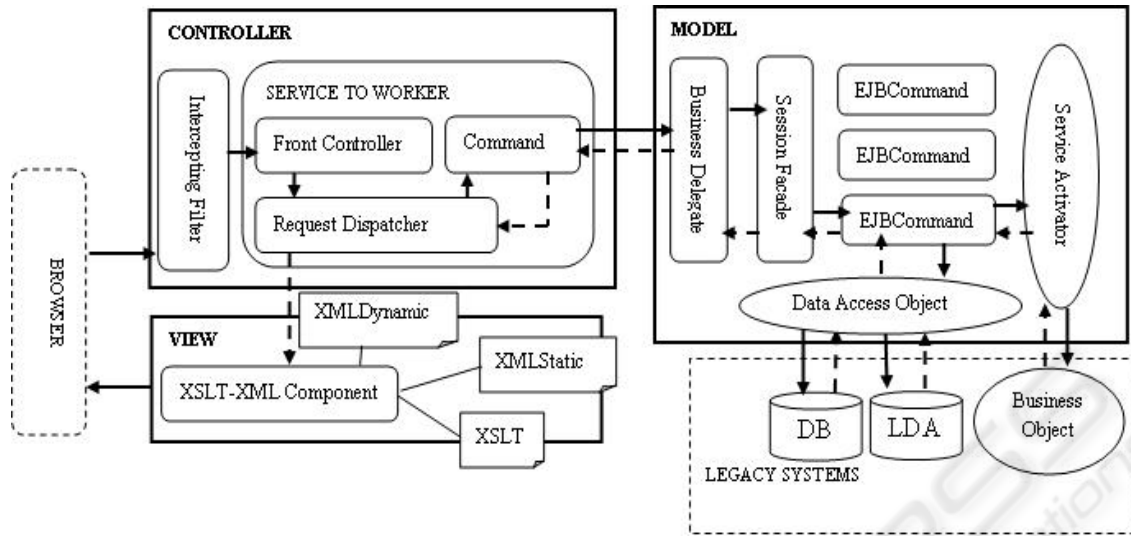 CONTROLLER
Intercepting Filter
SERVICE TO WORKER
Front Controller
Command
Request Dispatcher
BROWSER
VIEW
XMLDynamic
XSLT-XML Component
XMLStatic
XSLT
MODEL
Business Delegate
Session Facade
EJBCommand
EJBCommand
EJBCommand
Service Activator
Data Access Object
DB
LDA
Business
Object
LEGACY SYSTEMS